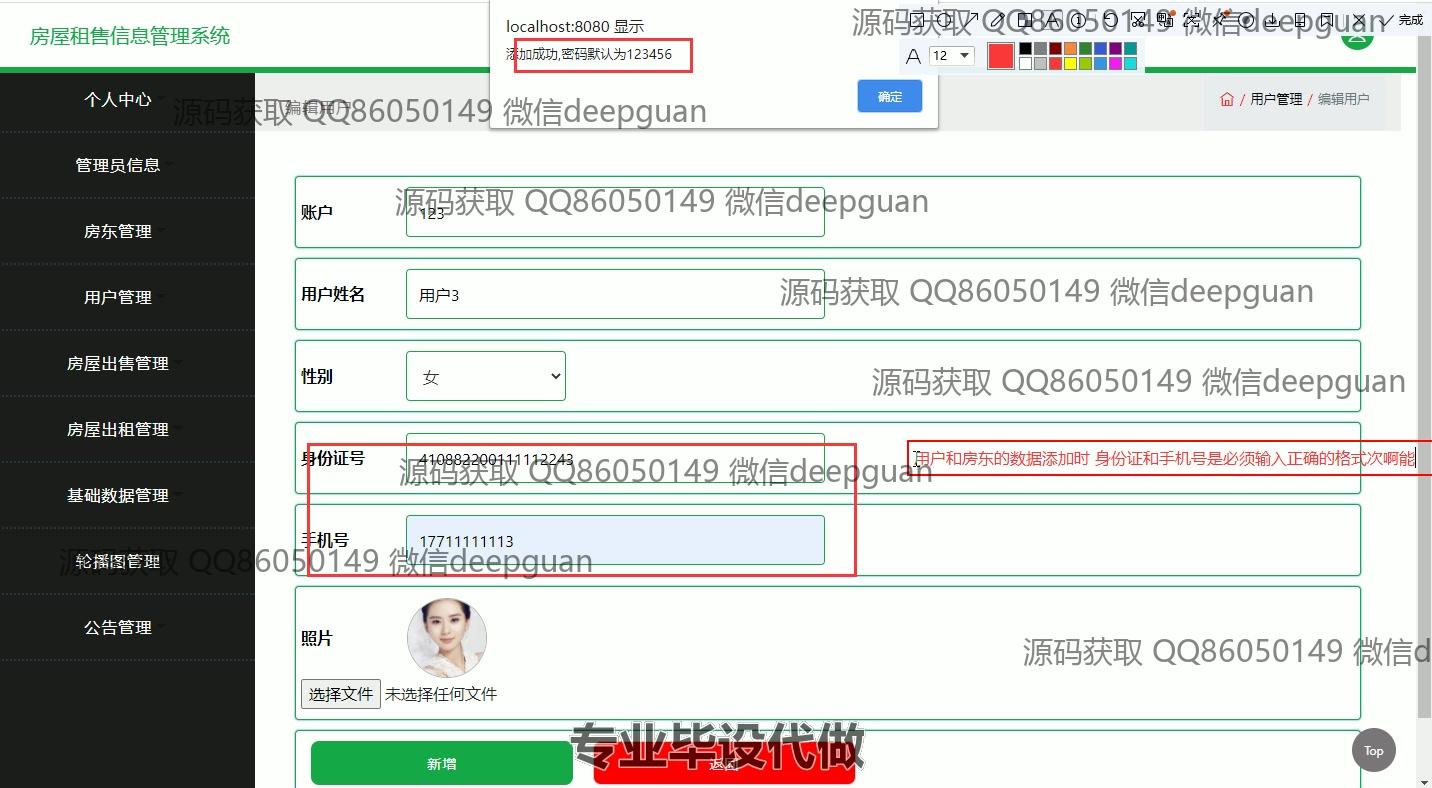 房屋租售信息管理系统
localhost:8080 显示
添加成功,密码默认为123456
确定
12
完成
源码获取 QQ86050149 微信deepguan
个人中心
源码获取 QQ86050149 微信deepguan
编辑用户
/ 用户管理 / 编辑用户
管理员信息
房东管理
用户管理
房屋出售管理
房屋出租管理
基础数据管理
轮播图管理
公告管理
账户
123
源码获取 QQ86050149 微信deepguan
用户姓名
用户3
源码获取 QQ86050149 微信deepguan
性别
女
源码获取 QQ86050149 微信deepguan
身份证号
410882200111112243
源码获取 QQ86050149 微信deepguan
用户和房东的数据添加时 身份证和手机号是必须输入正确的格式次啊能
手机号
17711111113
源码获取 QQ86050149 微信deepguan
照片
源码获取 QQ86050149 微信d
选择文件 未选择任何文件
专业毕设代做
新增
返回
Top